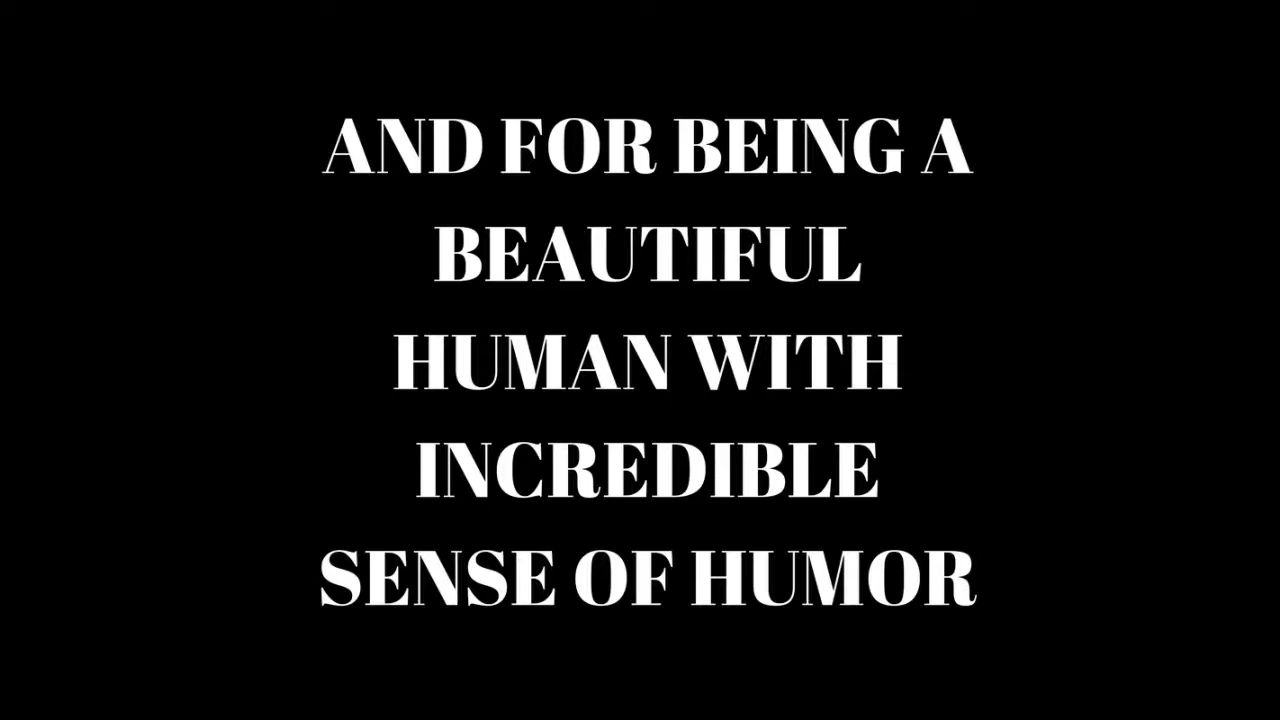 AND FOR BEING A
BEAUTIFUL
HUMAN WITH
INCREDIBLE
SENSE OF HUMOR